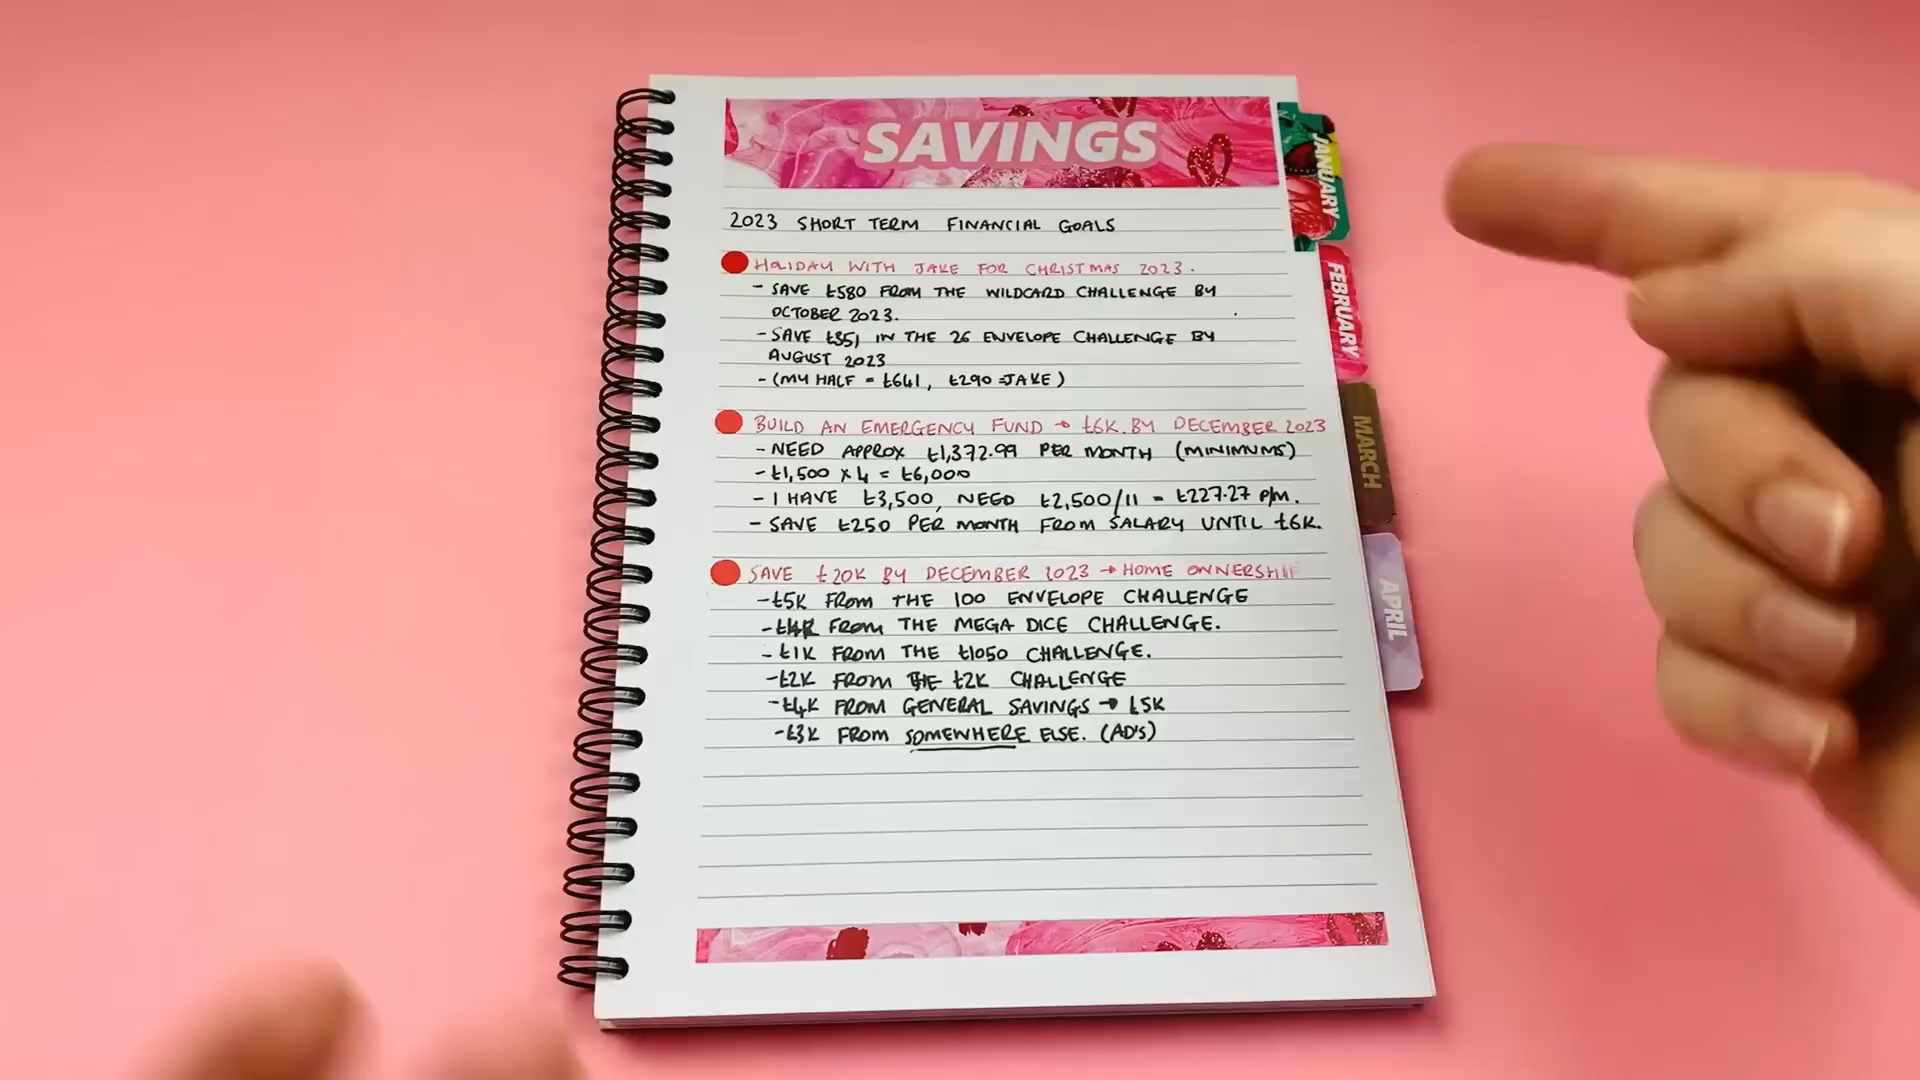 SAVINGS
2023 SHORT TERM FINANCIAL GOALS
HOLIDAY WITH JAKE FOR CHRISTMAS 2023.
- SAVE £580 FROM THE WILDCARD CHALLENGE BY
OCTOBER 2023.
- SAVE £351 IN THE 26 ENVELOPE CHALLENGE BY
AUGUST 2023
- (MY HALF = £641, £290 = JAKE)
BUILD AN EMERGENCY FUND → £6K BY DECEMBER 2023
- NEED APPROX £1,372.99 PER MONTH (MINIMUMS)
- £1,500 x 4 = £6,000
- I HAVE £3,500, NEED £2,500/11 = £227.27 P/M.
- SAVE £250 PER MONTH FROM SALARY UNTIL £6K.
SAVE £20K BY DECEMBER 2023 → HOME OWNERSHIP
- £5K FROM THE 100 ENVELOPE CHALLENGE
- £4K FROM THE MEGA DICE CHALLENGE.
- £1K FROM THE £1050 CHALLENGE.
- £2K FROM THE £2K CHALLENGE
- £4K FROM GENERAL SAVINGS → £5K
- £3K FROM SOMEWHERE ELSE. (AD'S)
JANUARY
FEBRUARY
MARCH
APRIL